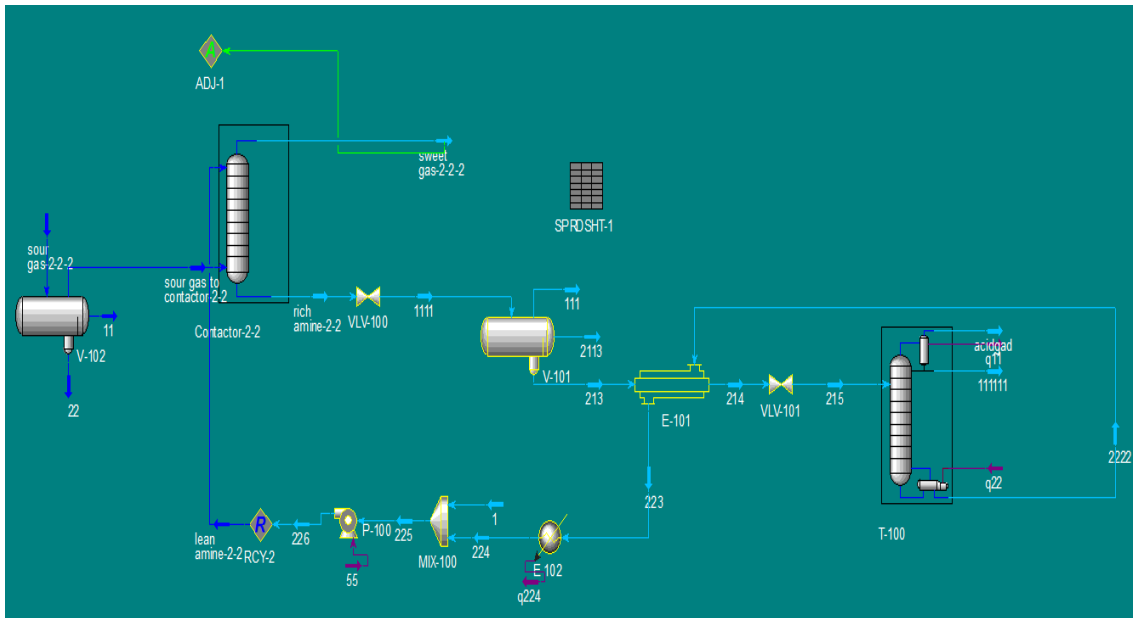 A
ADJ-1
sweet
gas-2-2-2
SPRDSHT-1
sour
gas-2-2-2
sour gas to
contactor-2-2
11
V-102
22
Contactor-2-2
rich
amine-2-2
VLV-100
1111
111
2113
V-101
213
E-101
214
VLV-101
215
acidgad
q11
111111
2222
q22
T-100
223
1
224
E-102
q224
MIX-100
225
P-100
55
226
RCY-2
R
lean
amine-2-2